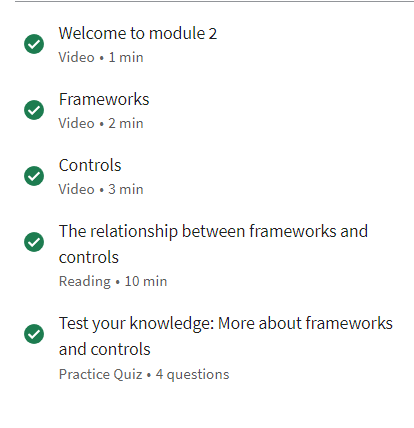 Welcome to module 2
Video • 1 min
Frameworks
Video • 2 min
Controls
Video • 3 min
The relationship between frameworks and
controls
Reading • 10 min
Test your knowledge: More about frameworks
and controls
Practice Quiz • 4 questions